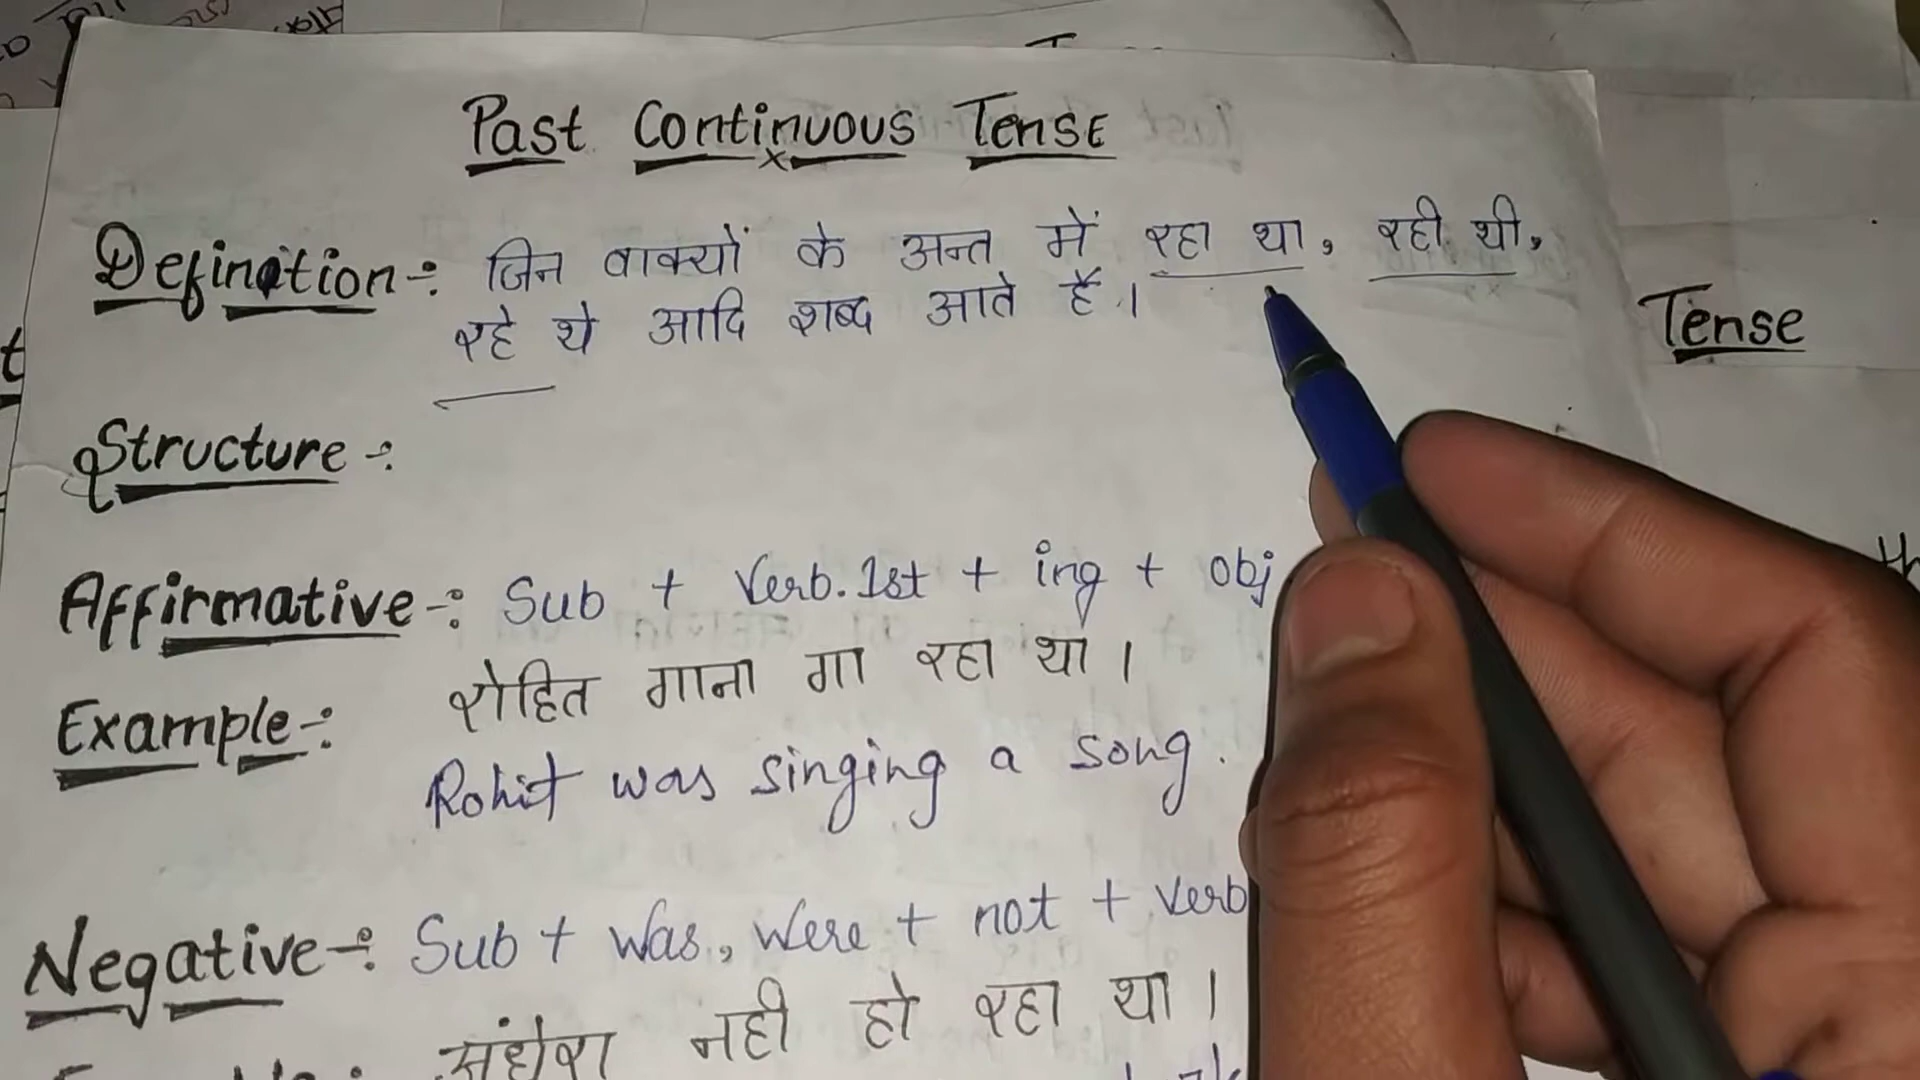 Past Continuous Tense
Definition-: जिन वाक्यों के अन्त में रहा था, रही थी,
रहे थे आदि शब्द आते हैं।
Tense
Structure-:
Affirmative-: Sub + Verb.1st + ing + obj
रोहित गाना गा रहा था।
Example-:
Rohit was singing a song.
Negative-: Sub + was, were + not + verb
अंधेरा नही हो रहा था।